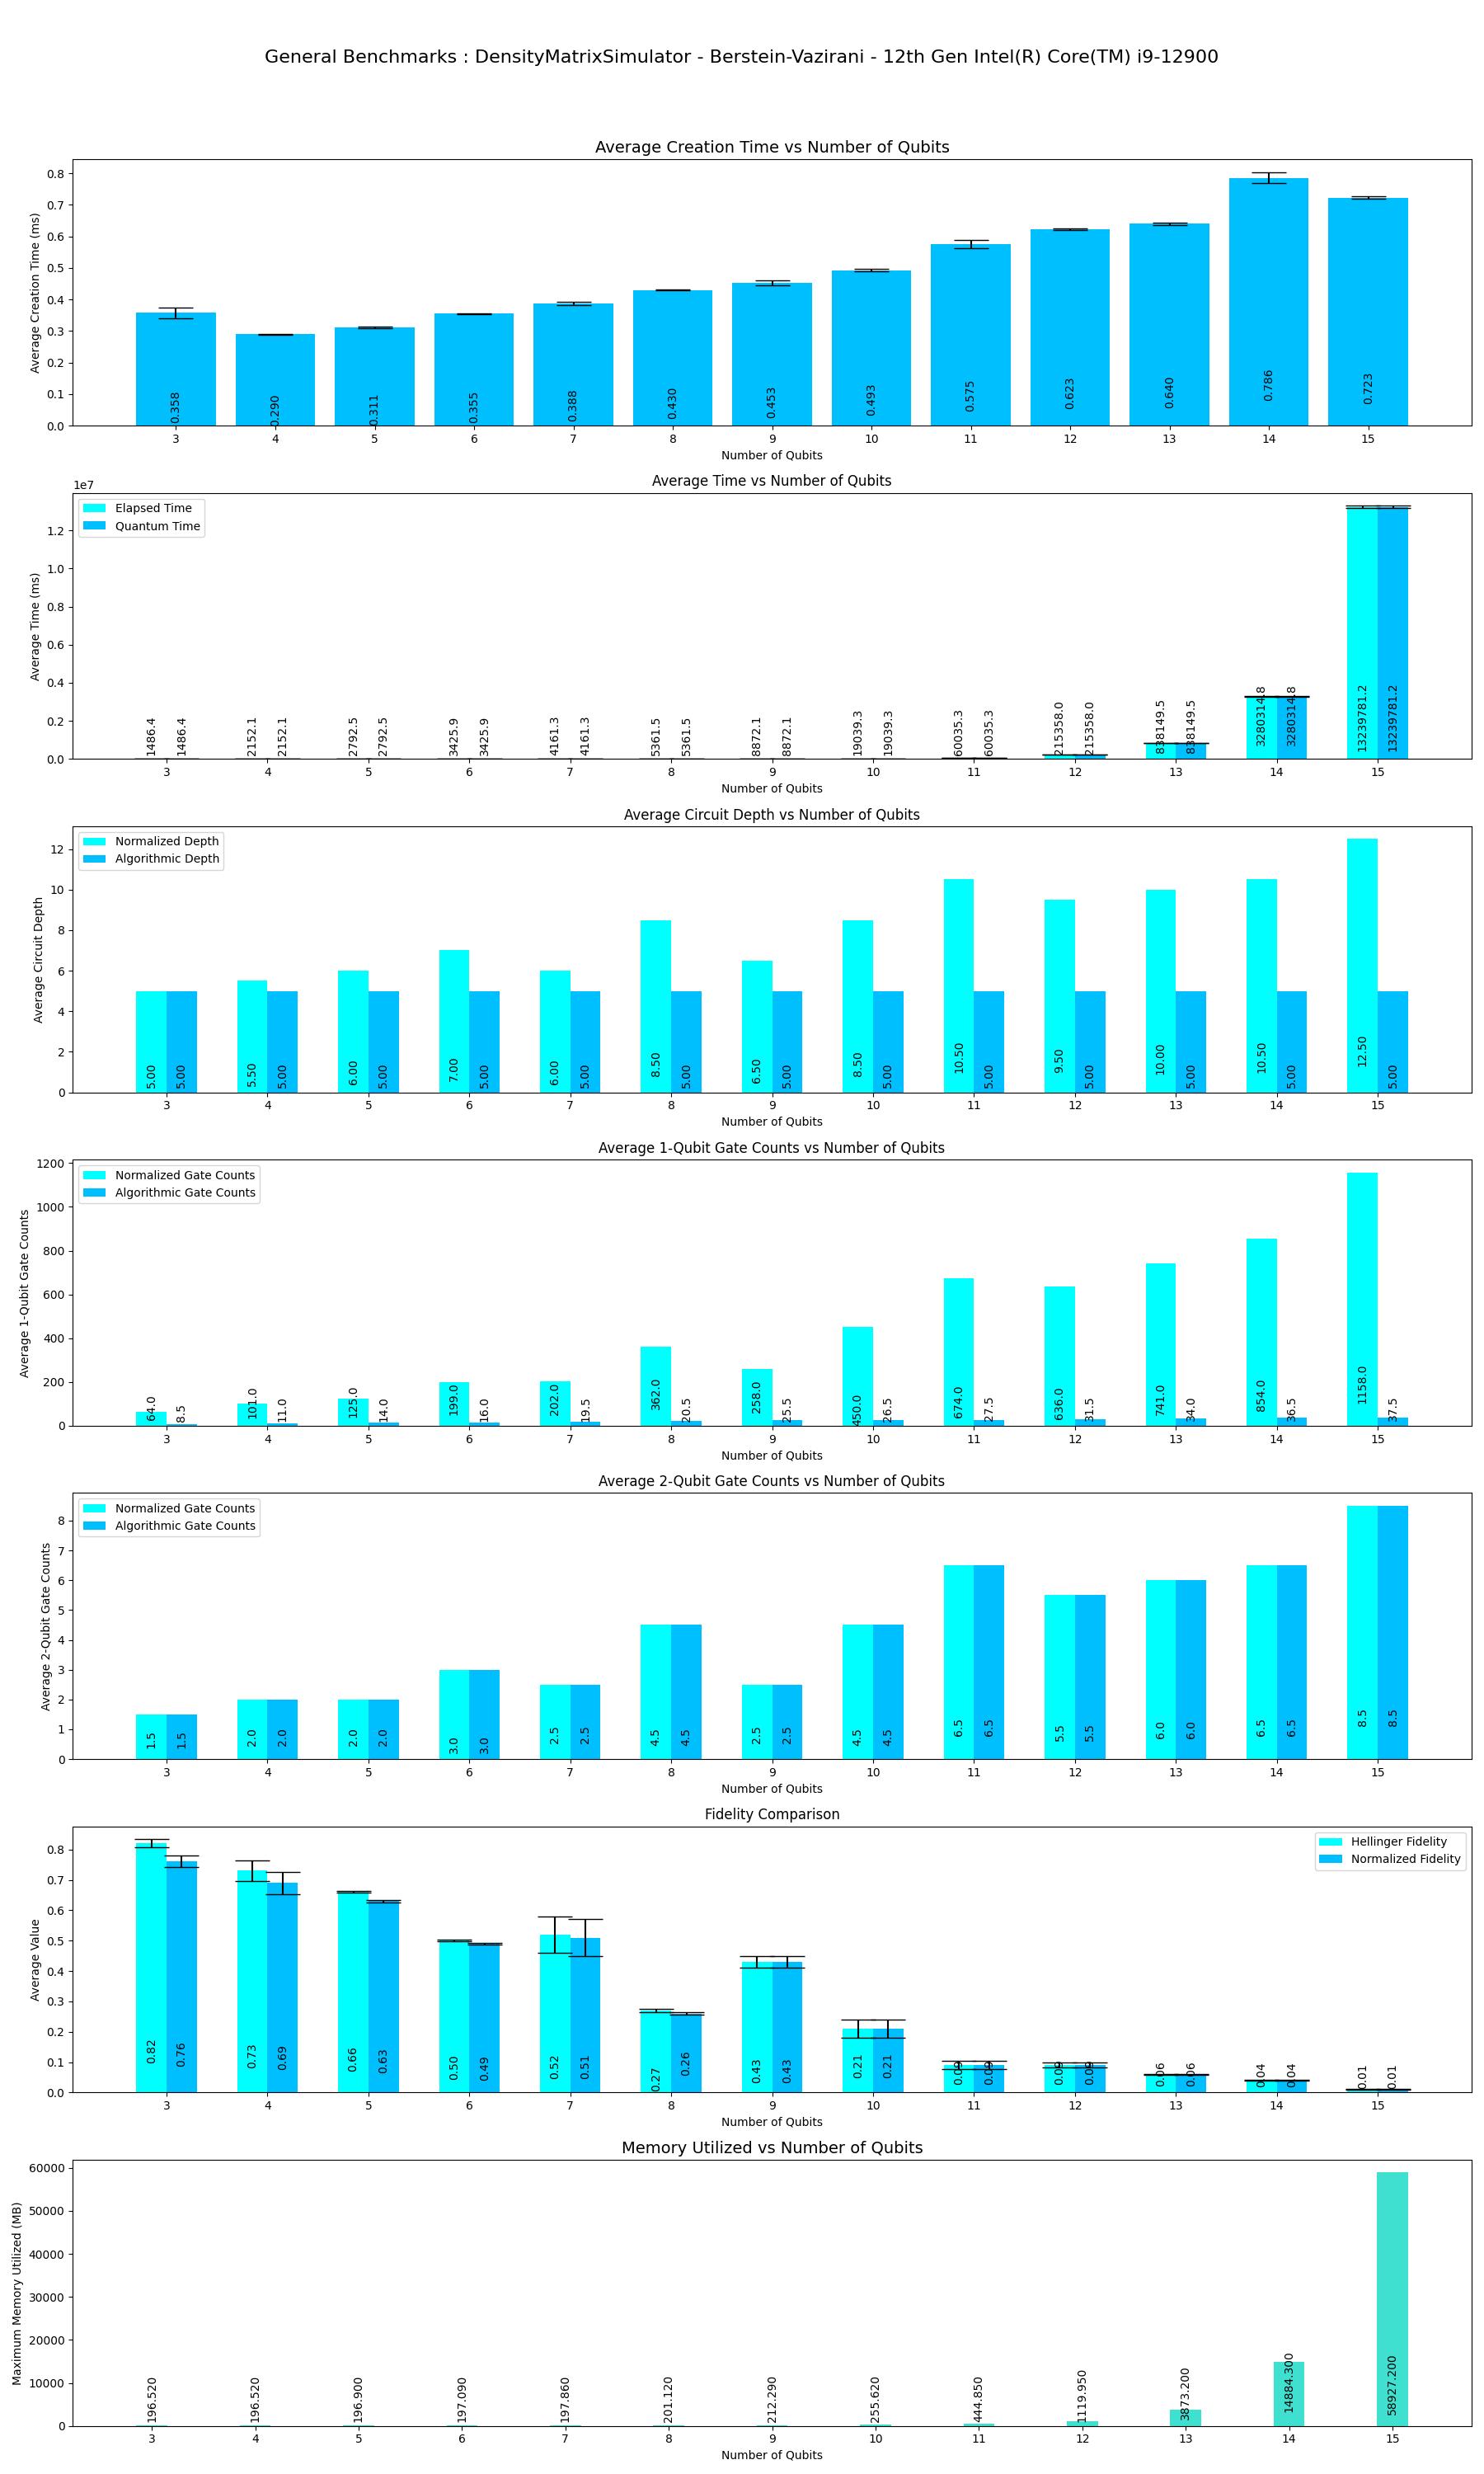 General Benchmarks : DensityMatrixSimulator - Berstein-Vazirani - 12th Gen Intel(R) Core(TM) i9-12900
Average Creation Time vs Number of Qubits
Average Creation Time (ms)
0.8
0.7
0.6
0.5
0.4
0.3
0.2
0.1
0.0
0.358 0.290 0.311 0.355 0.388 0.430 0.453 0.493 0.575 0.623 0.640 0.786 0.723
3 4 5 6 7 8 9 10 11 12 13 14 15
Number of Qubits
Average Time vs Number of Qubits
1e7
Elapsed Time
Quantum Time
Average Time (ms)
1.2
1.0
0.8
0.6
0.4
0.2
0.0
1486.4 1486.4 2152.1 2152.1 2792.5 2792.5 3425.9 3425.9 4161.3 4161.3 5361.5 5361.5 8872.1 8872.1 19039.3 19039.3 60035.3 60035.3 215358.0 215358.0 838149.5 838149.5 3280314.8 3280314.8 13239781.2 13239781.2
3 4 5 6 7 8 9 10 11 12 13 14 15
Number of Qubits
Average Circuit Depth vs Number of Qubits
Normalized Depth
Algorithmic Depth
Average Circuit Depth
12
10
8
6
4
2
0
5.00 5.00 5.50 5.00 6.00 5.00 7.00 5.00 6.00 5.00 8.50 5.00 6.50 5.00 8.50 5.00 10.50 5.00 9.50 5.00 10.00 5.00 10.50 5.00 12.50 5.00
3 4 5 6 7 8 9 10 11 12 13 14 15
Number of Qubits
Average 1-Qubit Gate Counts vs Number of Qubits
Normalized Gate Counts
Algorithmic Gate Counts
Average 1-Qubit Gate Counts
1200
1000
800
600
400
200
0
64.0 8.5 101.0 11.0 125.0 14.0 199.0 16.0 202.0 19.5 362.0 20.5 258.0 25.5 450.0 26.5 674.0 27.5 636.0 31.5 741.0 34.0 854.0 36.5 1158.0 37.5
3 4 5 6 7 8 9 10 11 12 13 14 15
Number of Qubits
Average 2-Qubit Gate Counts vs Number of Qubits
Normalized Gate Counts
Algorithmic Gate Counts
Average 2-Qubit Gate Counts
8
7
6
5
4
3
2
1
0
1.5 1.5 2.0 2.0 2.0 2.0 3.0 3.0 2.5 2.5 4.5 4.5 2.5 2.5 4.5 4.5 6.5 6.5 5.5 5.5 6.0 6.0 6.5 6.5 8.5 8.5
3 4 5 6 7 8 9 10 11 12 13 14 15
Number of Qubits
Fidelity Comparison
Hellinger Fidelity
Normalized Fidelity
Average Value
0.8
0.7
0.6
0.5
0.4
0.3
0.2
0.1
0.0
0.82 0.76 0.73 0.69 0.66 0.63 0.50 0.49 0.52 0.51 0.27 0.26 0.43 0.43 0.21 0.21 0.09 0.09 0.09 0.09 0.06 0.06 0.04 0.04 0.01 0.01
3 4 5 6 7 8 9 10 11 12 13 14 15
Number of Qubits
Memory Utilized vs Number of Qubits
Maximum Memory Utilized (MB)
60000
50000
40000
30000
20000
10000
0
196.520 196.520 196.900 197.090 197.860 201.120 212.290 255.620 444.850 1119.950 3873.200 14884.300 58927.200
3 4 5 6 7 8 9 10 11 12 13 14 15
Number of Qubits